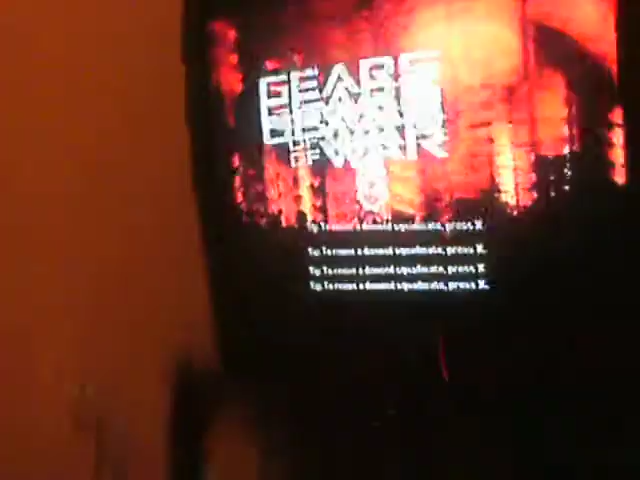 GEARS
OF WAR
Tip: To revive a downed squadmate, press X.
Tip: To revive a downed squadmate, press X.
Tip: To revive a downed squadmate, press X
Tip: To revive a downed squadmate, press X.